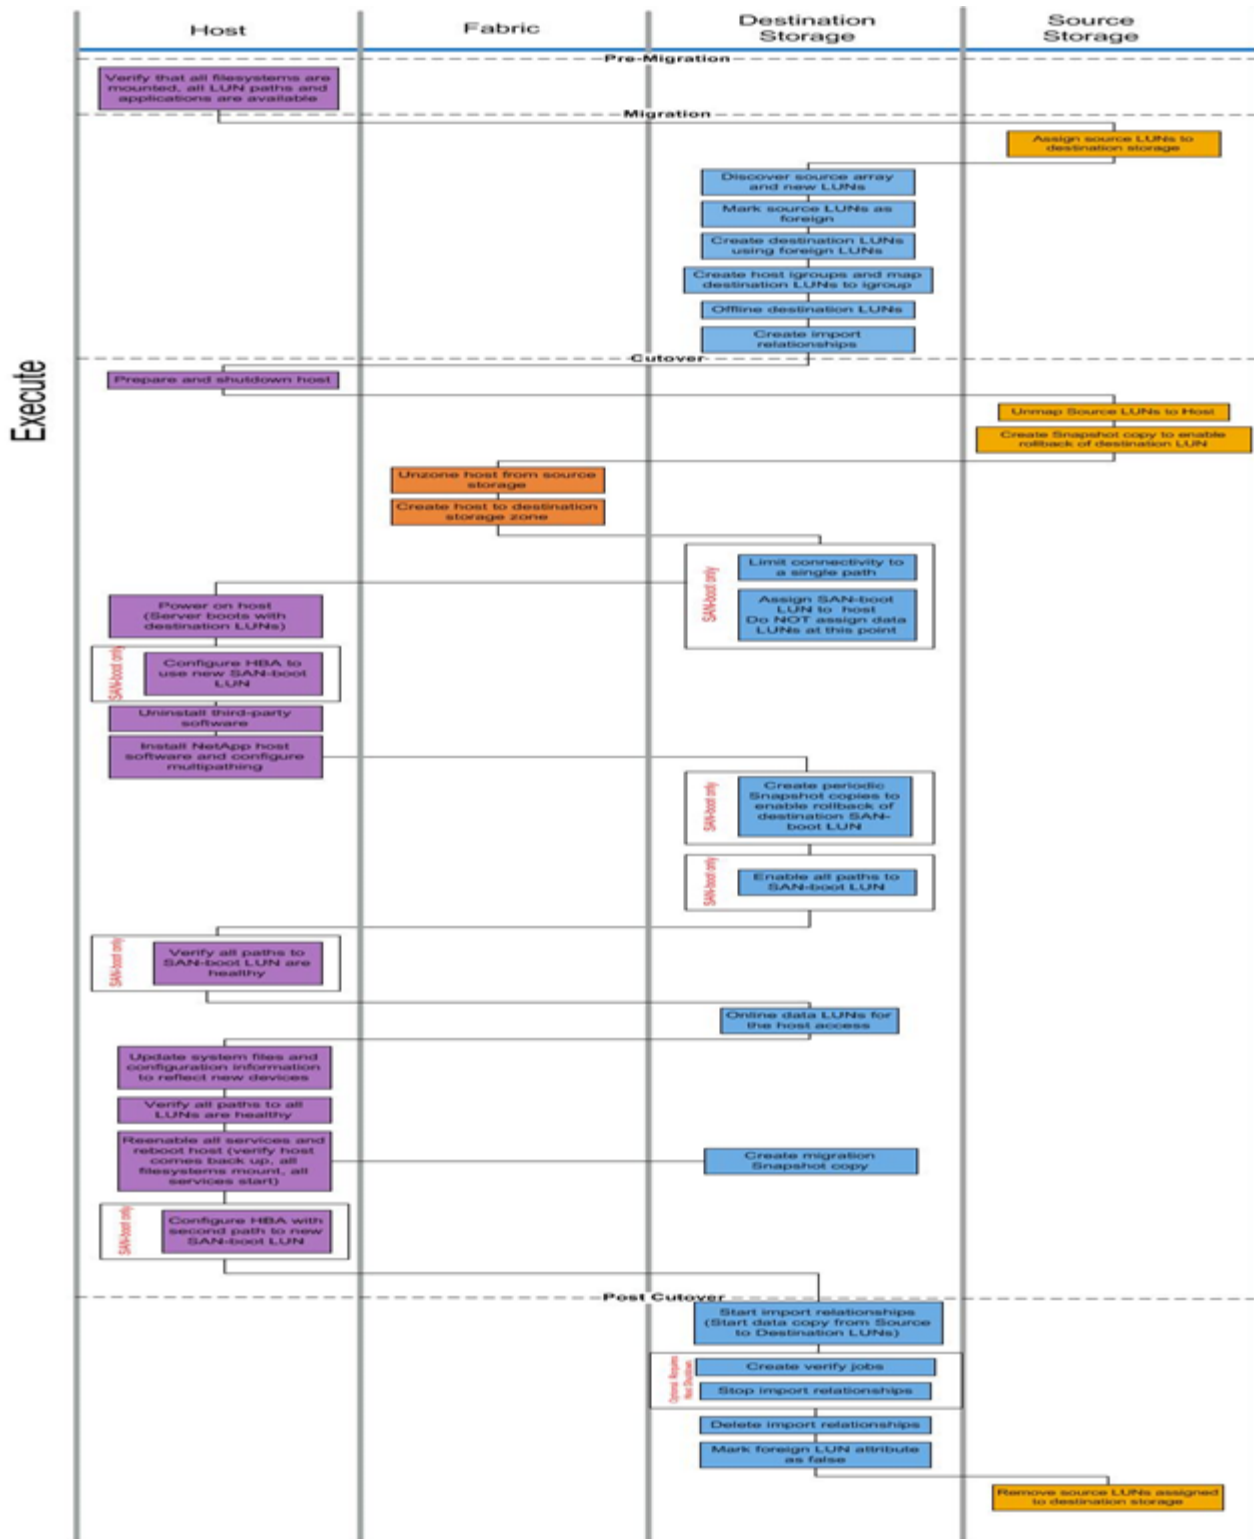 Host
Fabric
Destination
Storage
Source
Storage
Pre-Migration
Verify that all filesystems are
mounted, all LUN paths and
applications are available
Migration
Assign source LUNs to
destination storage
Discover source array
and new LUNs
Mark source LUNs as
foreign
Create destination LUNs
using foreign LUNs
Create host igroups and map
destination LUNs to igroup
Offline destination LUNs
Create import
relationships
Execute
Cutover
Prepare and shutdown host
Unmap Source LUNs to Host
Create Snapshot copy to enable
rollback of destination LUN
Unzone host from source
storage
Create host to destination
storage zone
SAN-boot only
Limit connectivity to
a single path
Assign SAN-boot
LUN to host
Do NOT assign data
LUNs at this point
Power on host
(Server boots with
destination LUNs)
SAN-boot only
Configure HBA to
use new SAN-boot
LUN
Uninstall third-party
software
Install NetApp host
software and configure
multipathing
SAN-boot only
Create periodic
Snapshot copies to
enable rollback of
destination SAN-
boot LUN
SAN-boot only
Enable all paths to
SAN-boot LUN
SAN-boot only
Verify all paths to
SAN-boot LUN are
healthy
Online data LUNs for
the host access
Update system files and
configuration information
to reflect new devices
Verify all paths to all
LUNs are healthy
Reenable all services and
reboot host (verify host
comes back up, all
filesystems mount, all
services start)
Create migration
Snapshot copy
SAN-boot only
Configure HBA with
second path to new
SAN-boot LUN
Post Cutover
Start import relationships
(Start data copy from Source
to Destination LUNs)
Optional. Requires
Host Shutdown
Create verify jobs
Stop import relationships
Delete import relationships
Mark foreign LUN attribute
as false
Remove source LUNs assigned
to destination storage